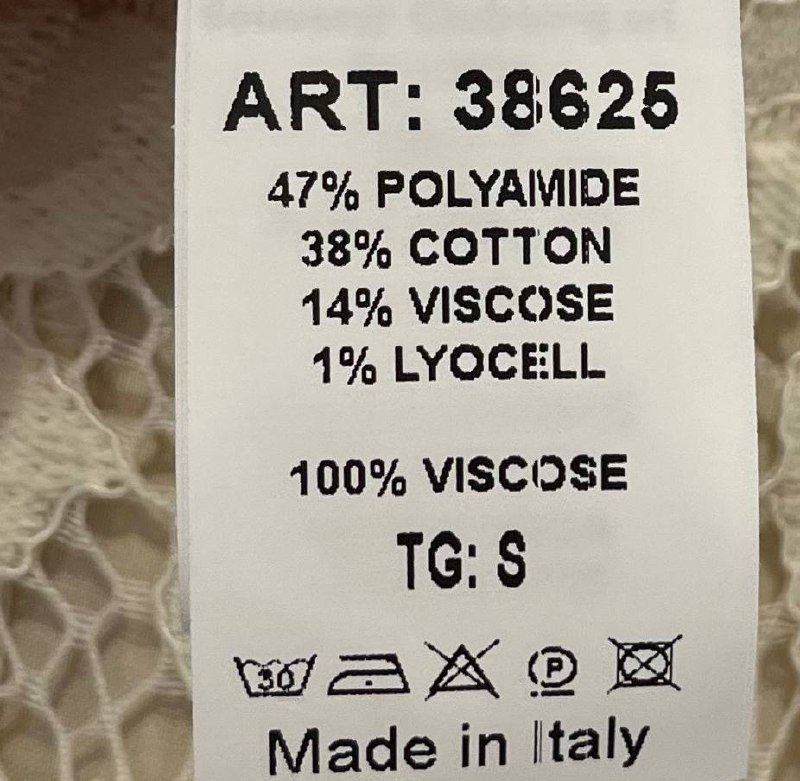 ART: 38625
47% POLYAMIDE
38% COTTON
14% VISCOSE
1% LYOCELL
100% VISCOSE
TG: S
30 P
Made in Italy